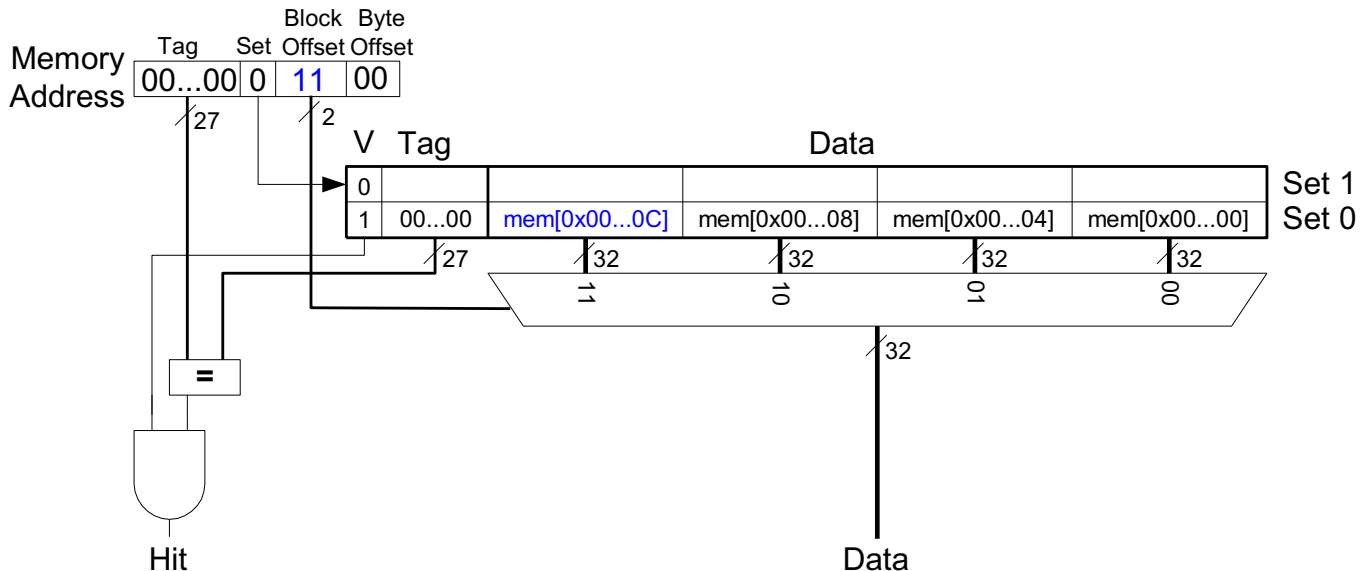 Block Byte
Tag Set Offset Offset
Memory Address 00...00 0 11 00
27 2
V Tag Data
0 Set 1
1 00...00 mem[0x00...0C] mem[0x00...08] mem[0x00...04] mem[0x00...00] Set 0
27 32 32 32 32
11 10 01 00
32
=
Hit Data